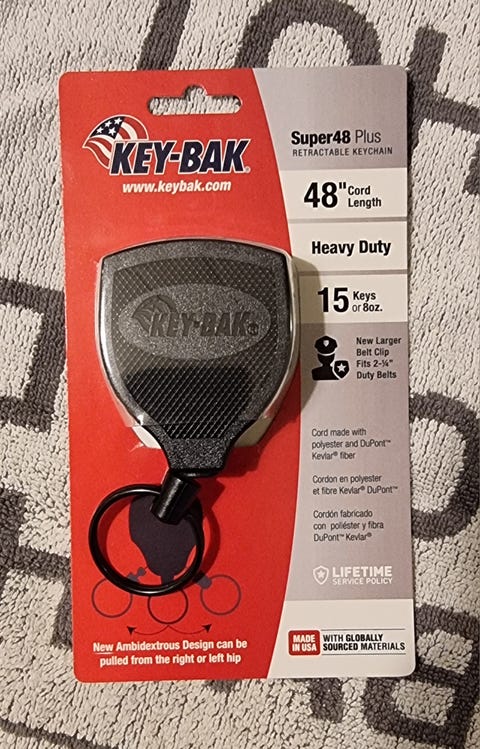 KEY-BAK®
www.keybak.com
Super48 Plus
RETRACTABLE KEYCHAIN
48" Cord
Length
Heavy Duty
15 Keys
or 8oz.
New Larger
Belt Clip
Fits 2-¼"
Duty Belts
KEY-BAK®
Cord made with
polyester and DuPont™
Kevlar® fiber
Cordon en polyester
et fibre Kevlar® DuPont™
Cordón fabricado
con poliéster y fibra
DuPont™ Kevlar®
LIFETIME
SERVICE POLICY
New Ambidextrous Design can be
pulled from the right or left hip
MADE
IN USA
WITH GLOBALLY
SOURCED MATERIALS